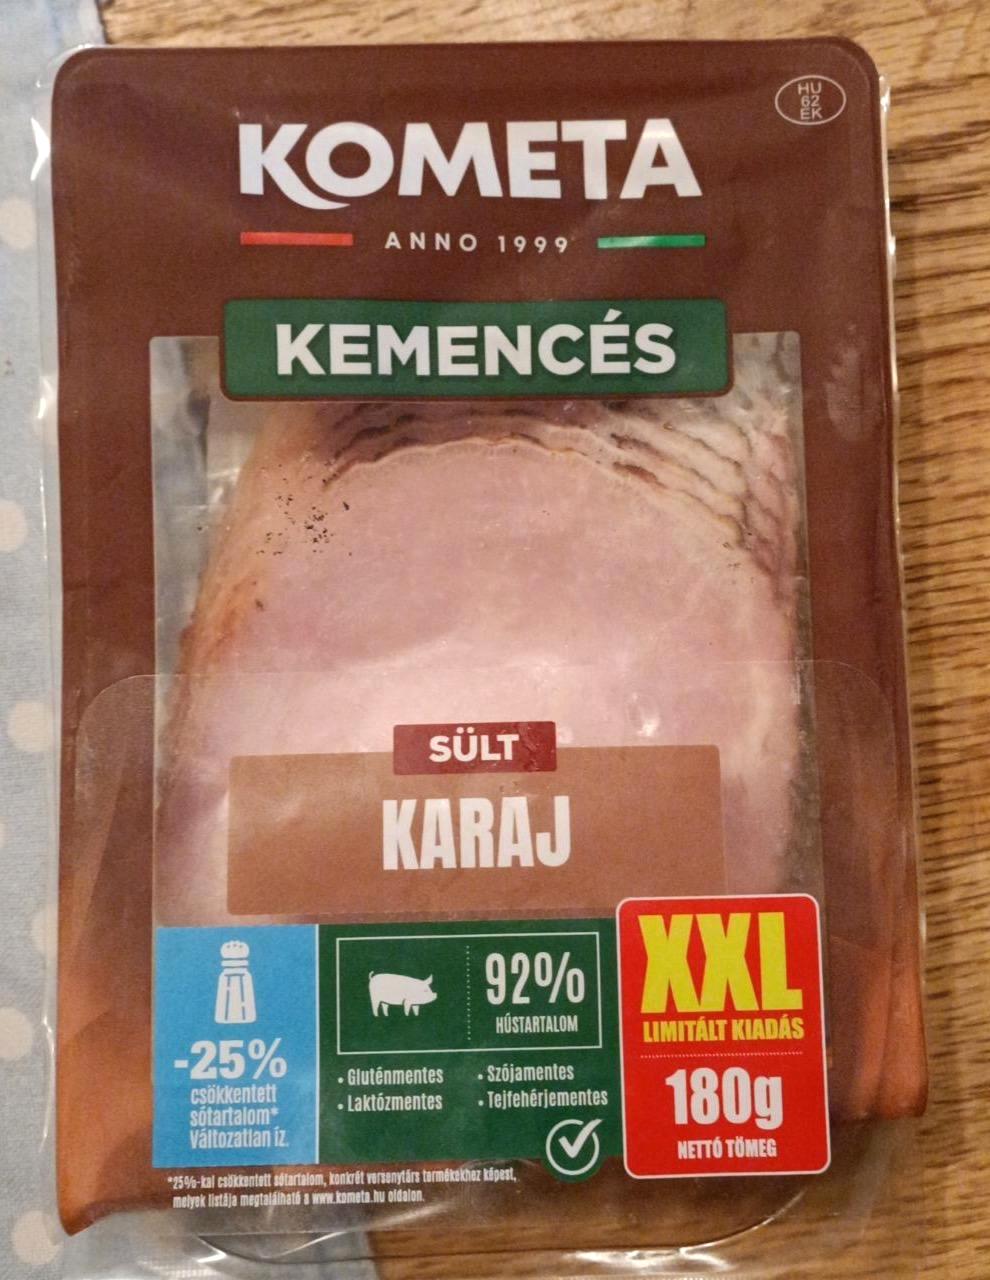 HU
62
EK
KOMETA
ANNO 1999
KEMENCÉS
SÜLT
KARAJ
-25%
csökkentett
sótartalom*
Változatlan íz.
92%
HÚSTARTALOM
• Gluténmentes
• Laktózmentes
• Szójamentes
• Tejfehérjementes
XXL
LIMITÁLT KIADÁS
180g
NETTÓ TÖMEG
*25%-kal csökkentett sótartalom, konkrét versenytárs termékekhez képest,
melyek listája megtalálható a www.kometa.hu oldalon.